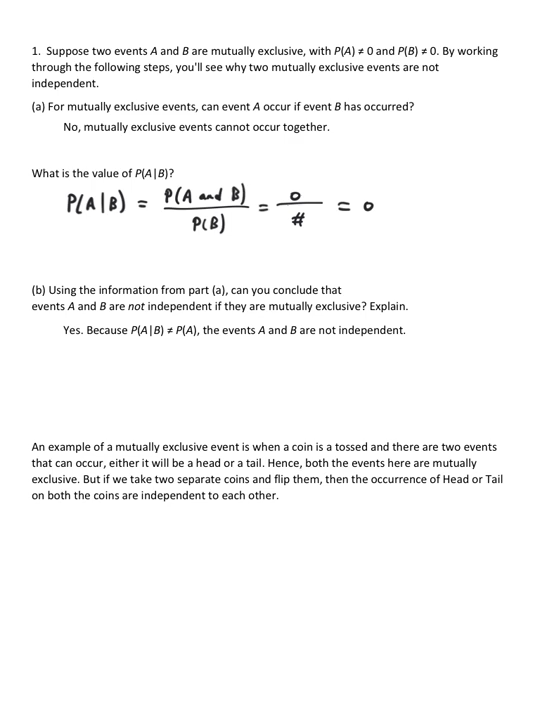 1. Suppose two events A and B are mutually exclusive, with P(A) ≠ 0 and P(B) ≠ 0. By working
through the following steps, you'll see why two mutually exclusive events are not
independent.
(a) For mutually exclusive events, can event A occur if event B has occurred?
No, mutually exclusive events cannot occur together.
What is the value of P(A|B)?
P(A|B) = P(A and B) / P(B) = 0 / # = 0
(b) Using the information from part (a), can you conclude that
events A and B are not independent if they are mutually exclusive? Explain.
Yes. Because P(A|B) ≠ P(A), the events A and B are not independent.
An example of a mutually exclusive event is when a coin is a tossed and there are two events
that can occur, either it will be a head or a tail. Hence, both the events here are mutually
exclusive. But if we take two separate coins and flip them, then the occurrence of Head or Tail
on both the coins are independent to each other.